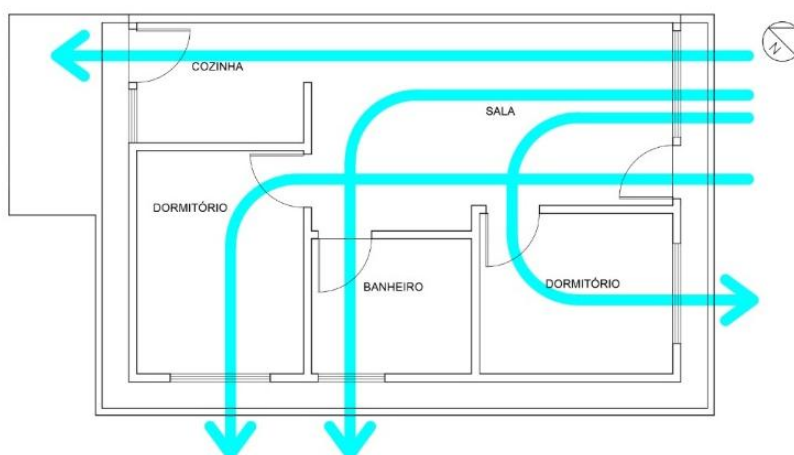 N
COZINHA
SALA
DORMITÓRIO
BANHEIRO
DORMITÓRIO